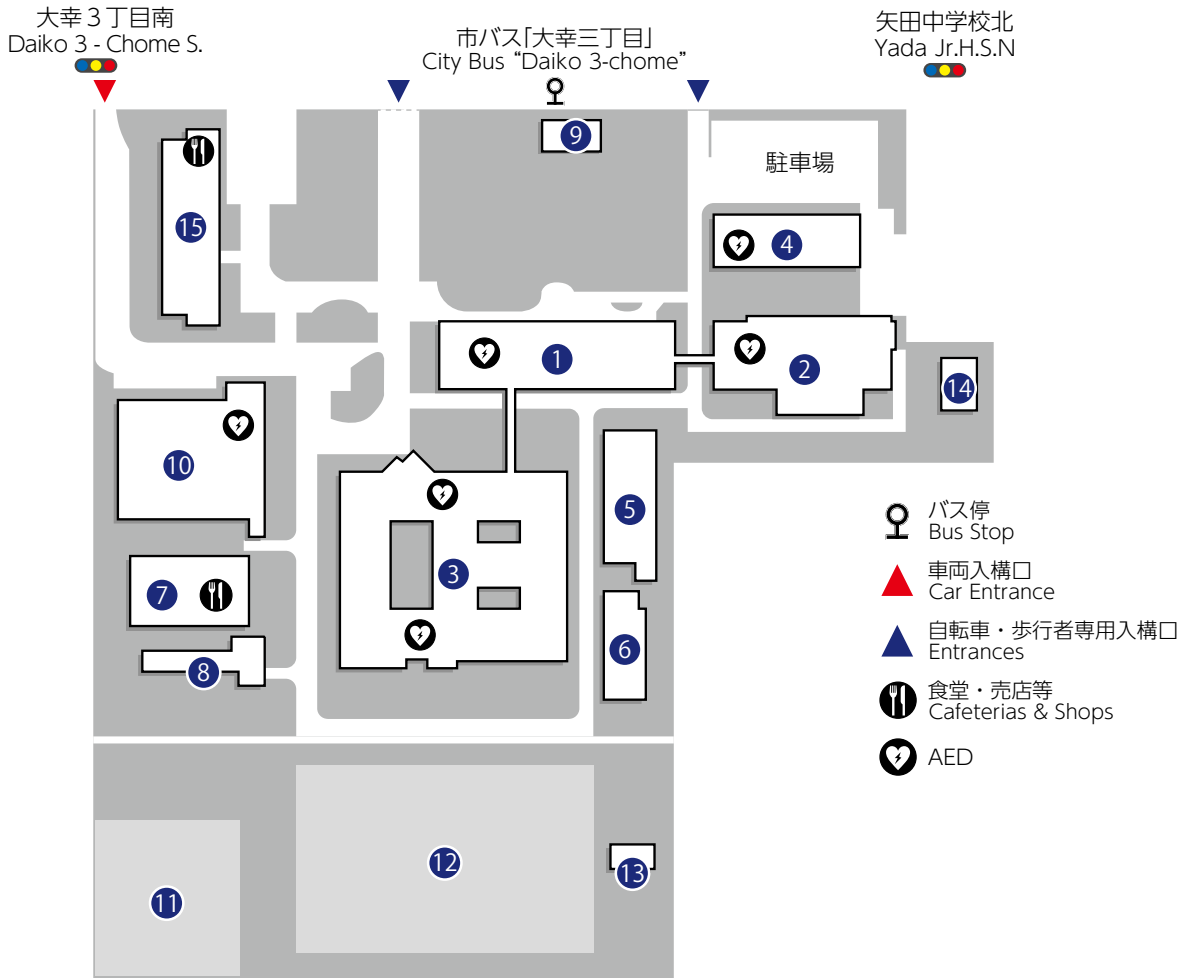 大幸３丁目南
Daiko 3 - Chome S.
市バス「大幸三丁目」
City Bus “Daiko 3-chome”
矢田中学校北
Yada Jr.H.S.N
9
駐車場
15
4
1
2
14
10
5
3
7
6
8
12
13
11
バス停
Bus Stop
車両入構口
Car Entrance
自転車・歩行者専用入構口
Entrances
食堂・売店等
Cafeterias & Shops
AED